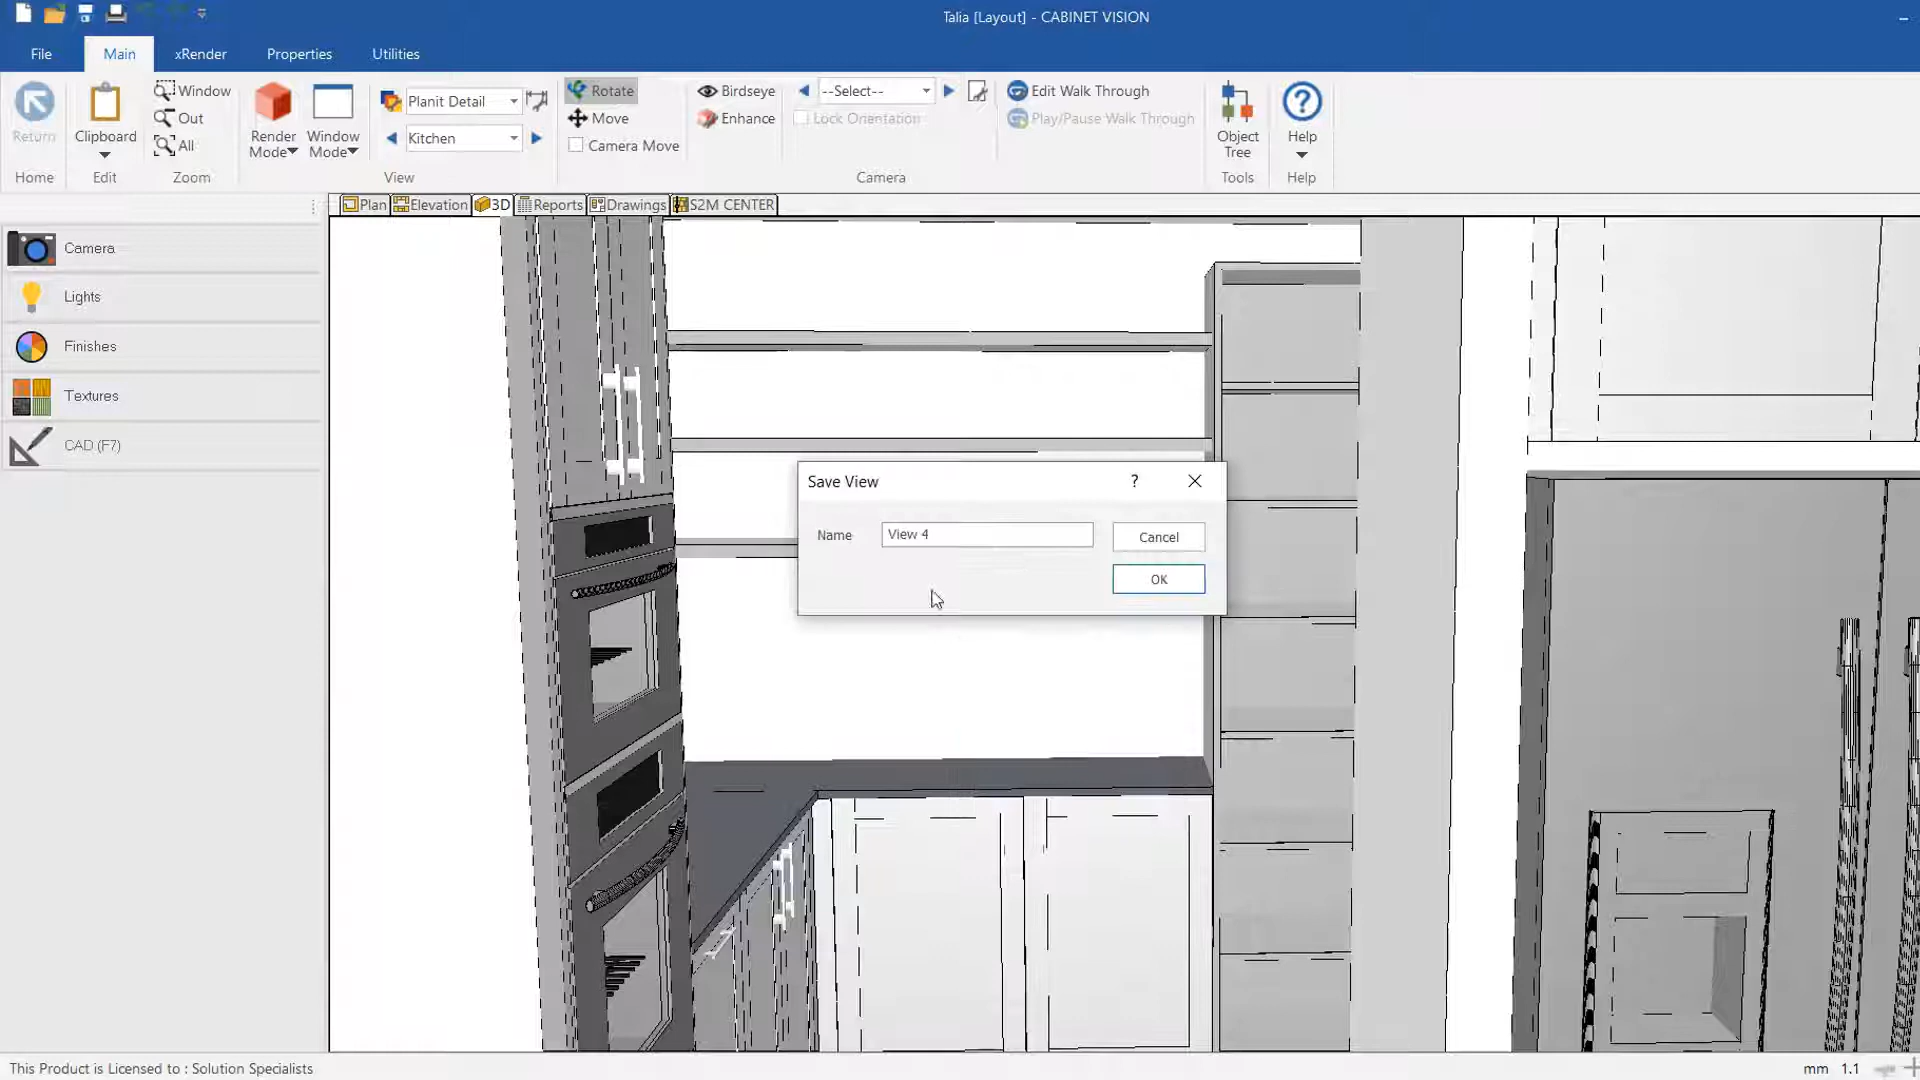 Talia [Layout] - CABINET VISION
File
Main
xRender
Properties
Utilities
Return
Home
Clipboard
Edit
Window
Out
All
Zoom
Render
Mode
Window
Mode
Planit Detail
Kitchen
View
Rotate
Move
Camera Move
Birdseye
Enhance
--Select--
Lock Orientation
Edit Walk Through
Play/Pause Walk Through
Camera
Object
Tree
Tools
Help
Help
Plan
Elevation
3D
Reports
Drawings
S2M CENTER
Camera
Lights
Finishes
Textures
CAD (F7)
Save View
?
Name
View 4
Cancel
OK
This Product is Licensed to : Solution Specialists
mm 1.1